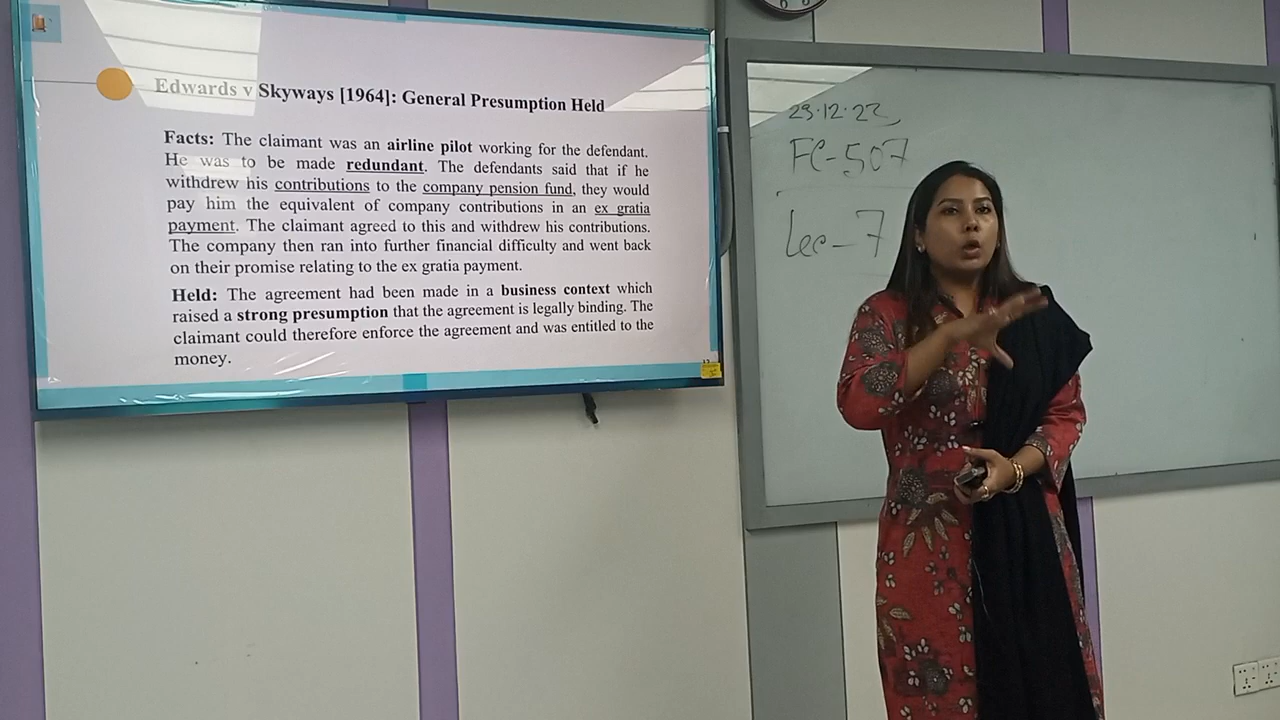 Edwards v Skyways [1964]: General Presumption Held
Facts: The claimant was an airline pilot working for the defendant.
He was to be made redundant. The defendants said that if he
withdrew his contributions to the company pension fund, they would
pay him the equivalent of company contributions in an ex gratia
payment. The claimant agreed to this and withdrew his contributions.
The company then ran into further financial difficulty and went back
on their promise relating to the ex gratia payment.
Held: The agreement had been made in a business context which
raised a strong presumption that the agreement is legally binding. The
claimant could therefore enforce the agreement and was entitled to the
money.
FC-507
Lec-7